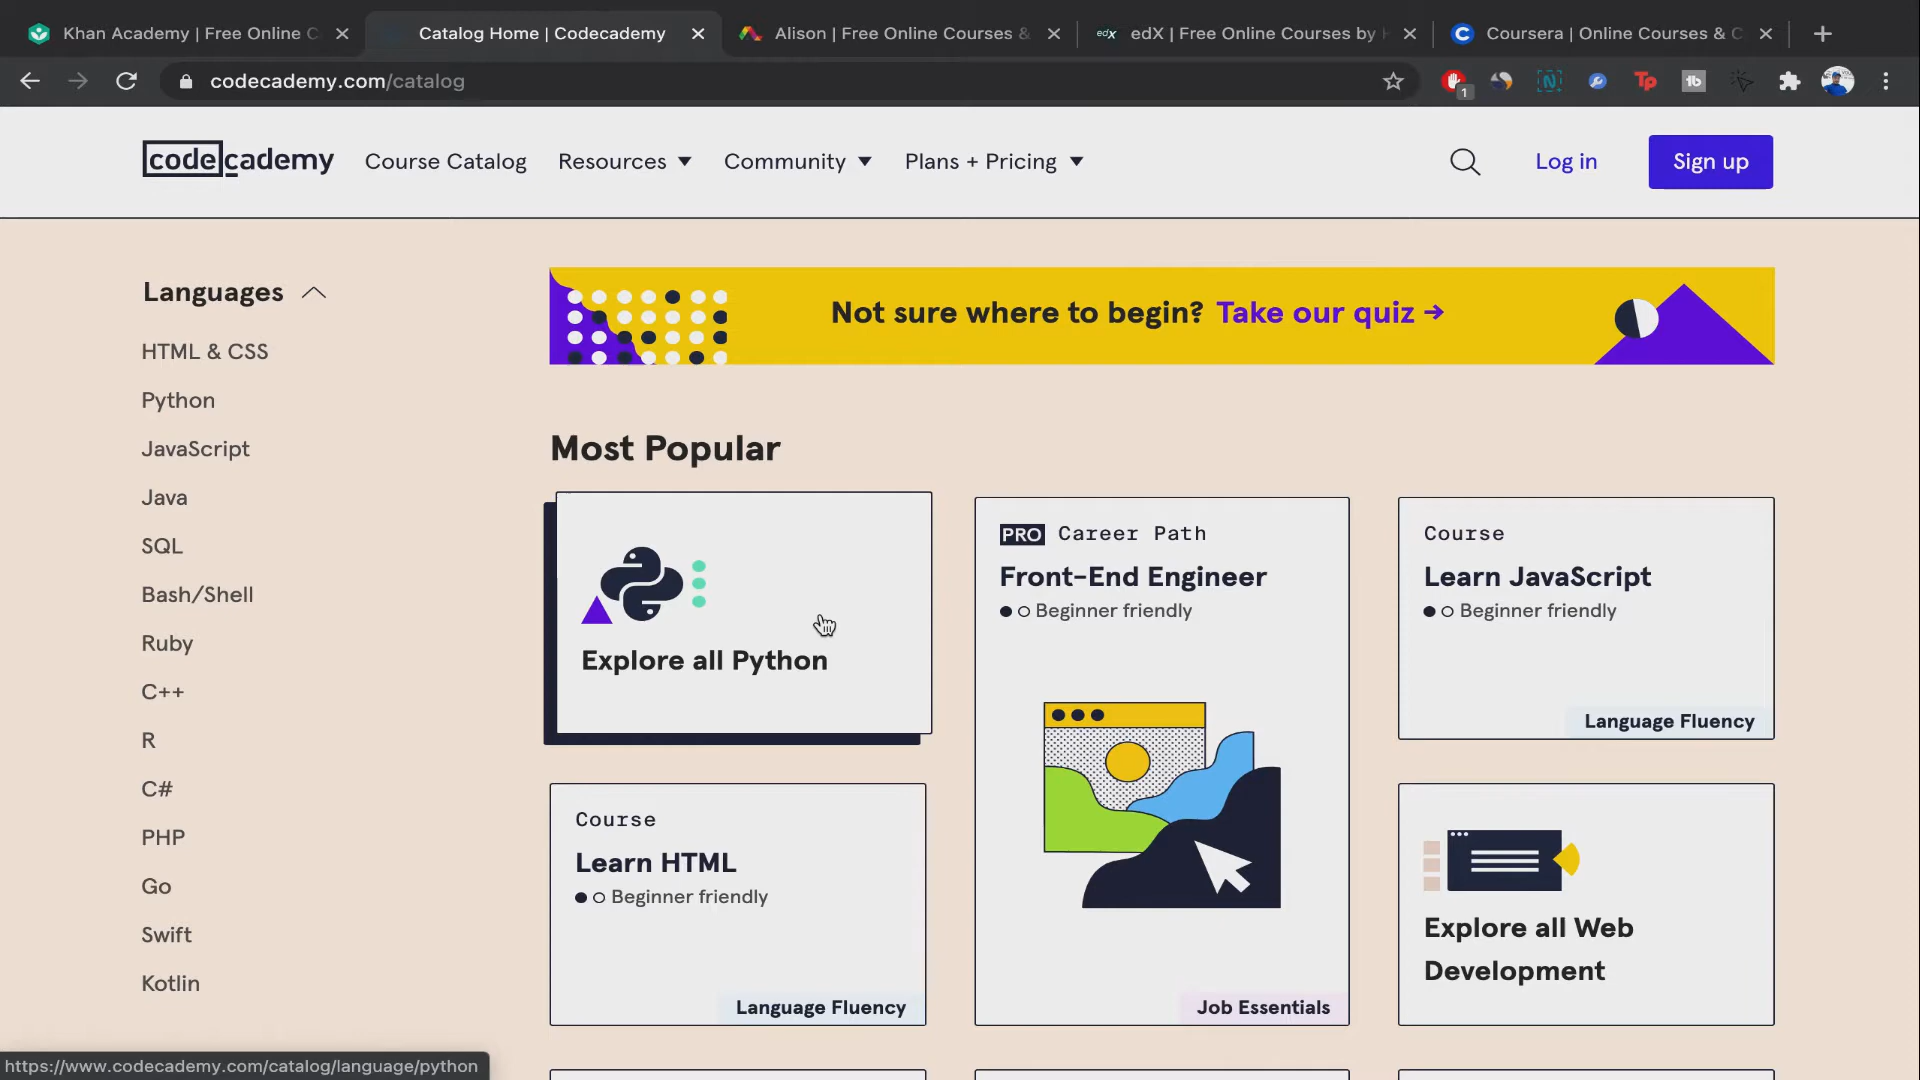 Khan Academy | Free Online C
Catalog Home | Codecademy
Alison | Free Online Courses &
edX | Free Online Courses by H
Coursera | Online Courses & C
codecademy.com/catalog
1
codecademy
Course Catalog
Resources
Community
Plans + Pricing
Log in
Sign up
Languages
HTML & CSS
Python
JavaScript
Java
SQL
Bash/Shell
Ruby
C++
R
C#
PHP
Go
Swift
Kotlin
Not sure where to begin? Take our quiz →
Most Popular
Explore all Python
PRO Career Path
Front-End Engineer
Beginner friendly
Job Essentials
Course
Learn JavaScript
Beginner friendly
Language Fluency
Course
Learn HTML
Beginner friendly
Language Fluency
Explore all Web
Development
https://www.codecademy.com/catalog/language/python